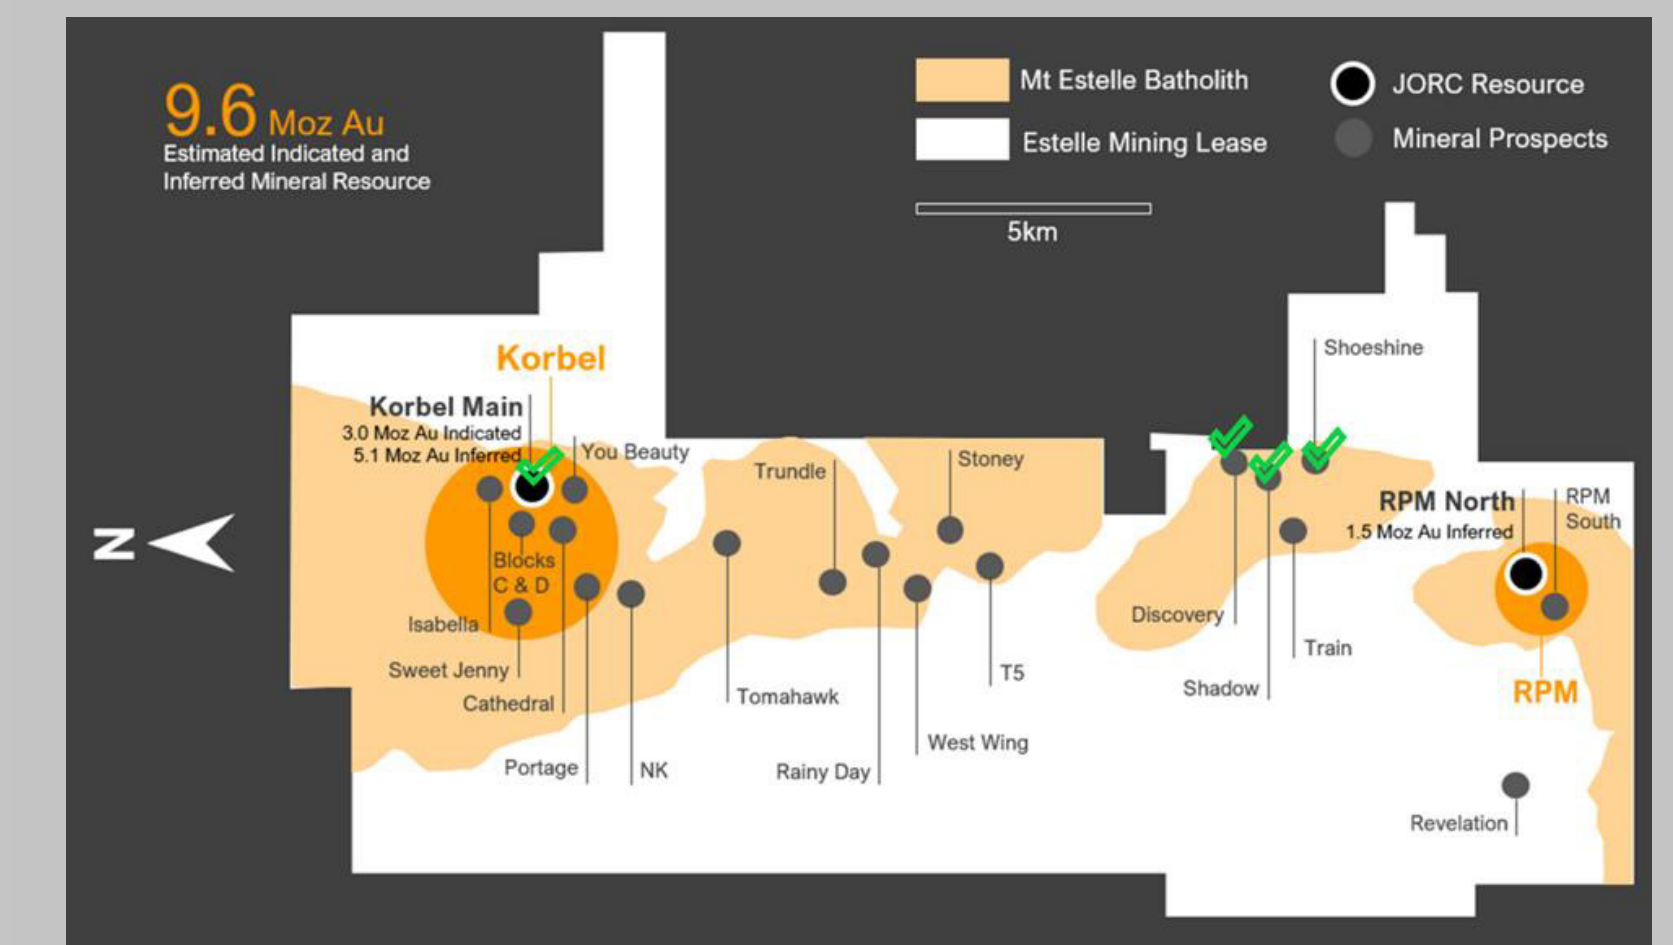 9.6 Moz Au
Estimated Indicated and
Inferred Mineral Resource
Mt Estelle Batholith
Estelle Mining Lease
5km
JORC Resource
Mineral Prospects
Korbel
Korbel Main
3.0 Moz Au Indicated
5.1 Moz Au Inferred
You Beauty
Blocks
C & D
Isabella
Sweet Jenny
Cathedral
Portage
NK
Tomahawk
Trundle
Rainy Day
West Wing
Stoney
T5
Shoeshine
Discovery
Shadow
Train
RPM North
1.5 Moz Au Inferred
RPM
South
RPM
Revelation
N